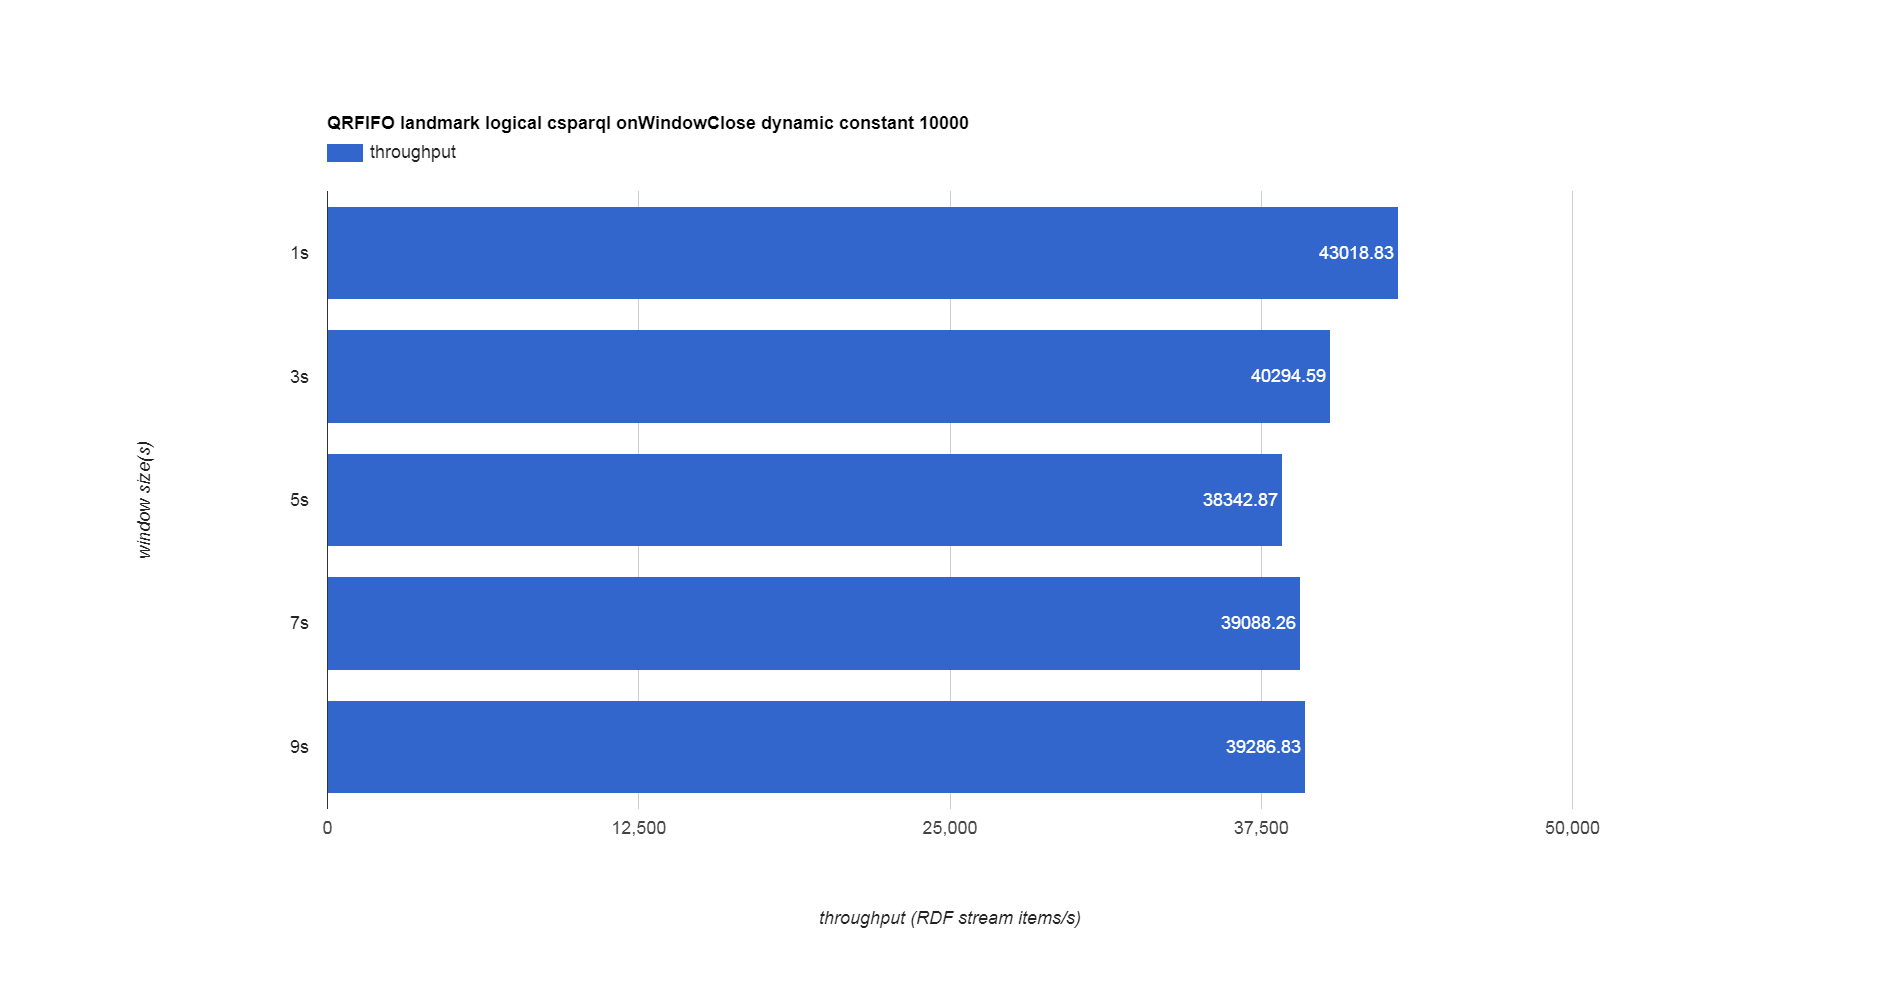 QRFIFO landmark logical csparql onWindowClose dynamic constant 10000
throughput
1s
43018.83
3s
40294.59
5s
38342.87
7s
39088.26
9s
39286.83
0
12,500
25,000
37,500
50,000
window size(s)
throughput (RDF stream items/s)